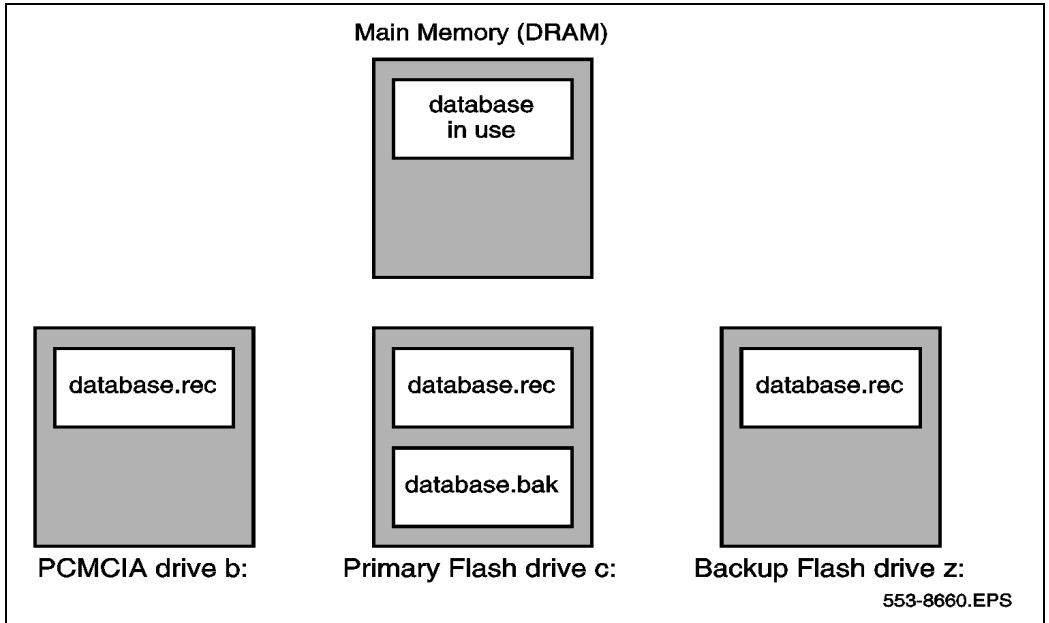 Main Memory (DRAM)
database
in use
database.rec
database.rec
database.rec
database.bak
PCMCIA drive b:
Primary Flash drive c:
Backup Flash drive z:
553-8660.EPS